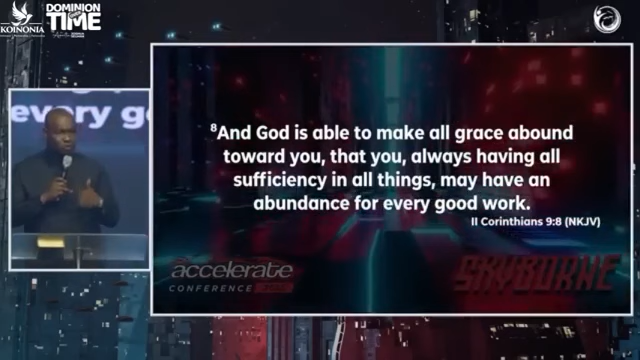 KOINONIA
DOMINION
OVER
TIME
every g
⁸And God is able to make all grace abound
toward you, that you, always having all
sufficiency in all things, may have an
abundance for every good work.
II Corinthians 9:8 (NKJV)
accelerate
CONFERENCE
SKYBORNE